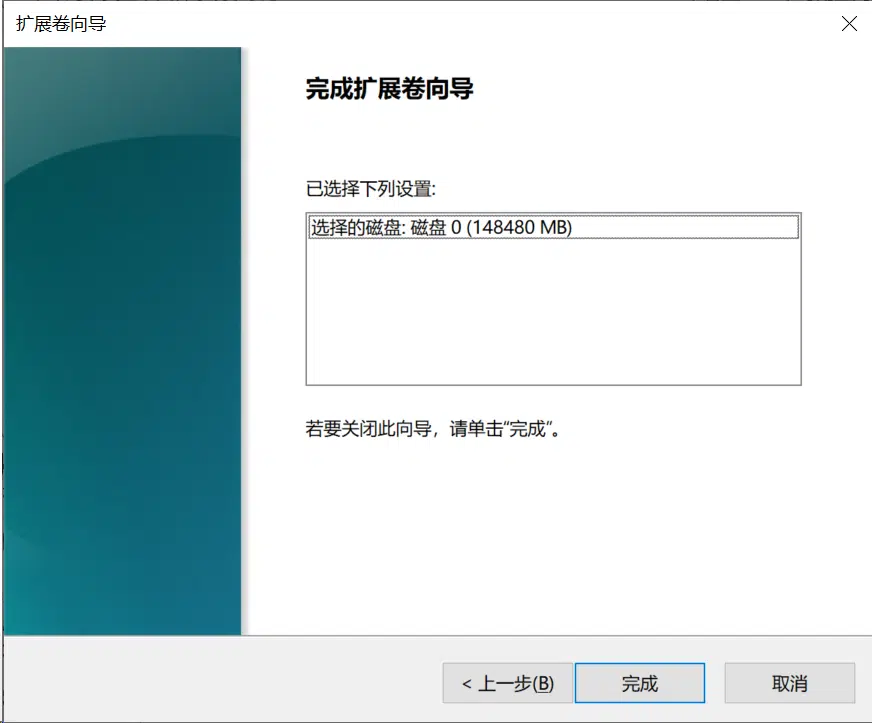 扩展卷向导
完成扩展卷向导
已选择下列设置:
选择的磁盘: 磁盘 0 (148480 MB)
若要关闭此向导，请单击“完成”。
< 上一步(B)
完成
取消